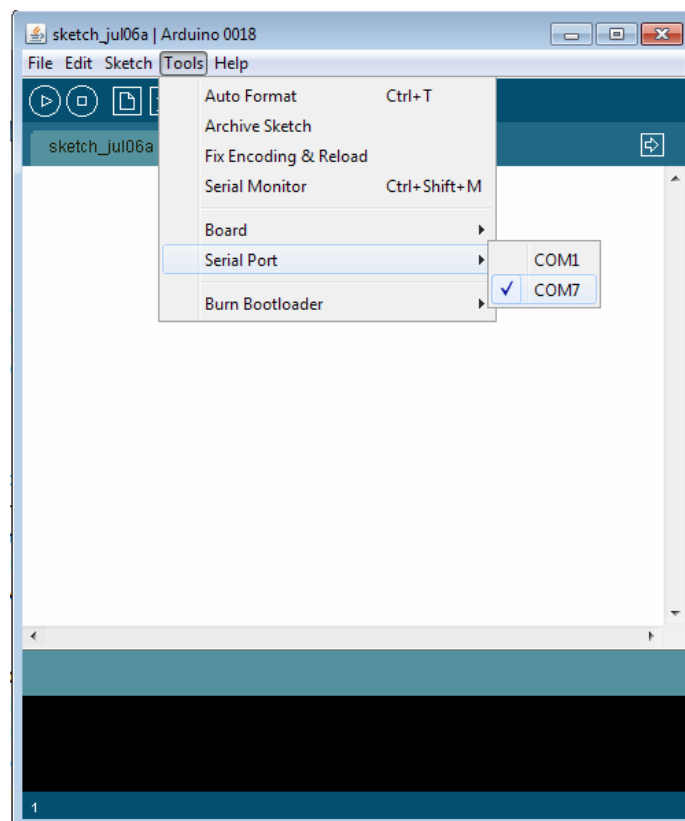 sketch_jul06a | Arduino 0018
File Edit Sketch Tools Help
sketch_jul06a
Auto Format Ctrl+T
Archive Sketch
Fix Encoding & Reload
Serial Monitor Ctrl+Shift+M
Board
Serial Port
Burn Bootloader
COM1
COM7
1